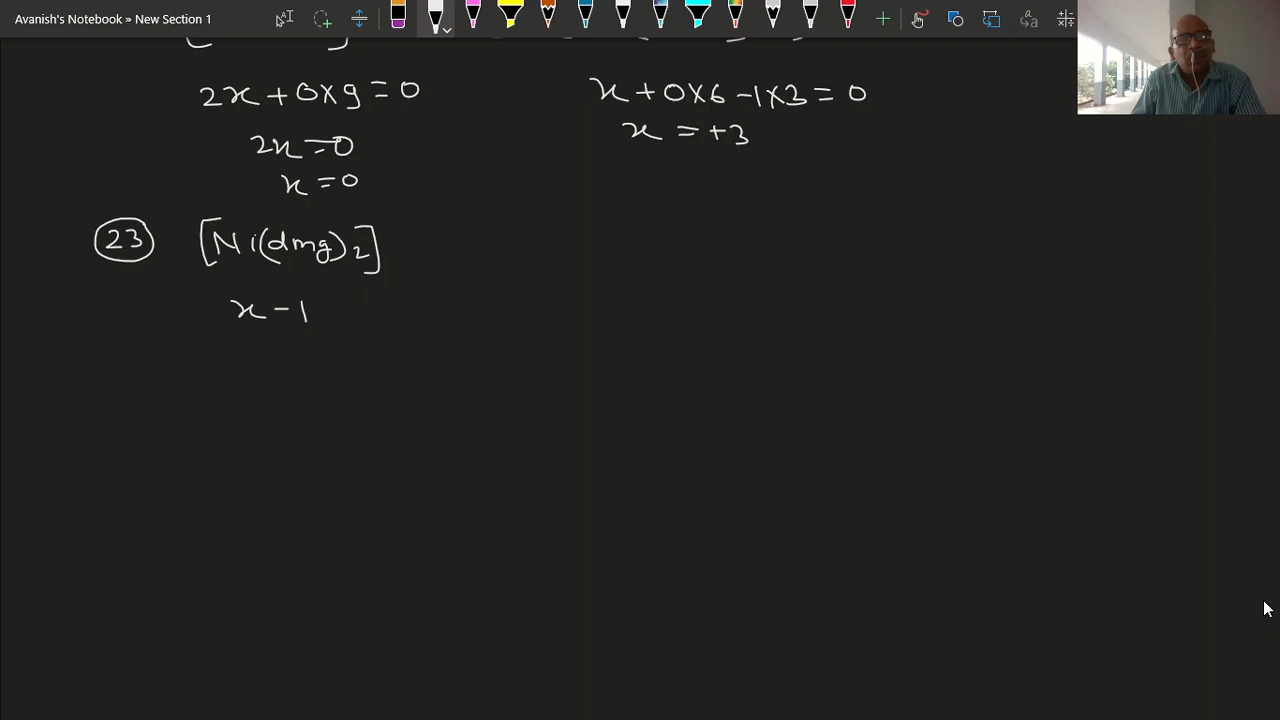 Avanish's Notebook » New Section 1
2x + 0x9 = 0
2x = 0
x = 0
x + 0x6 - 1x3 = 0
x = +3
23 [Ni(dmg)2]
x - 1